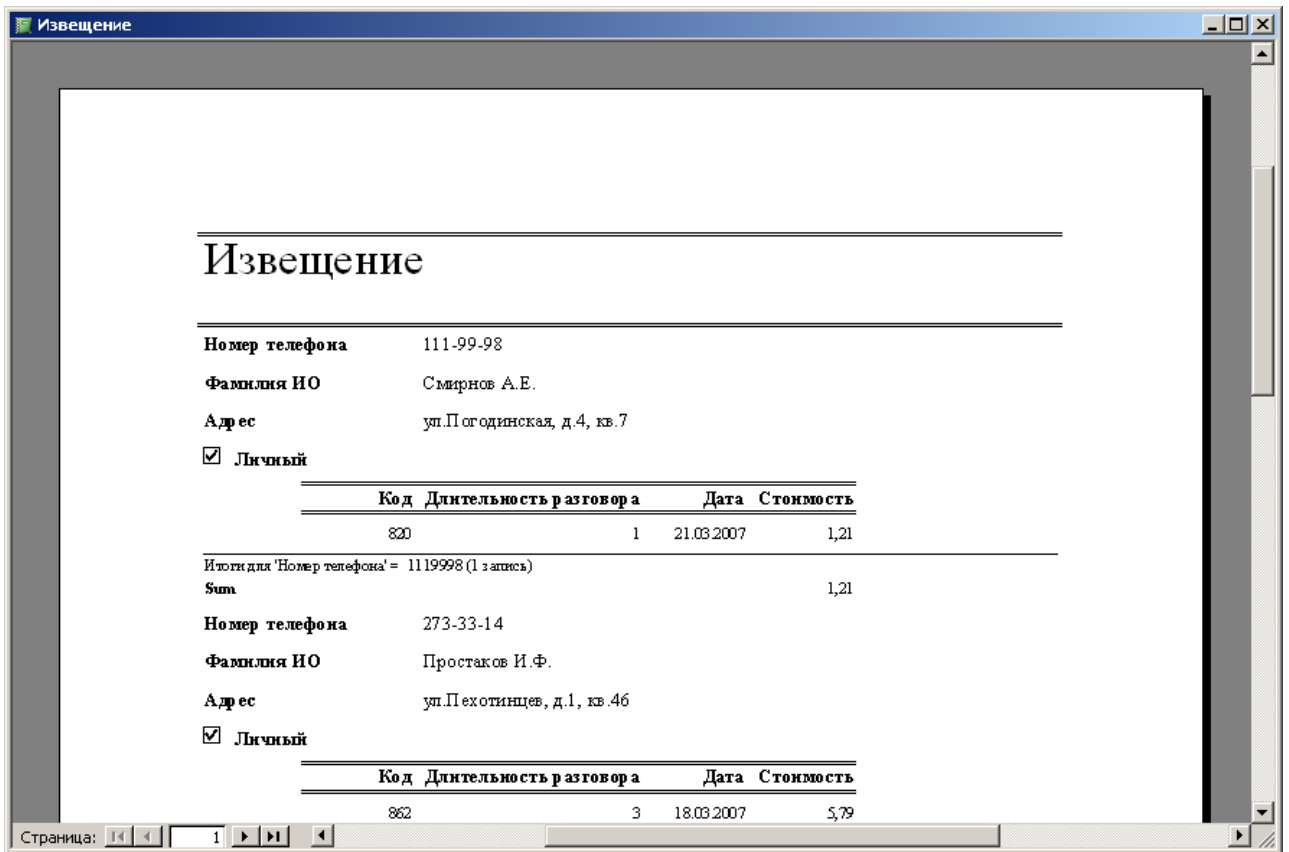 Извещение
Извещение
Номер телефона 111-99-98
Фамилия ИО Смирнов А.Е.
Адрес ул.Погодинская, д.4, кв.7
Личный
Код Длительность разговора Дата Стоимость
820 1 21.03.2007 1,21
Итоги для 'Номер телефона' = 1119998 (1 запись)
Sum 1,21
Номер телефона 273-33-14
Фамилия ИО Простаков И.Ф.
Адрес ул.Пехотинцев, д.1, кв.46
Личный
Код Длительность разговора Дата Стоимость
862 3 18.03.2007 5,79
Страница: 1